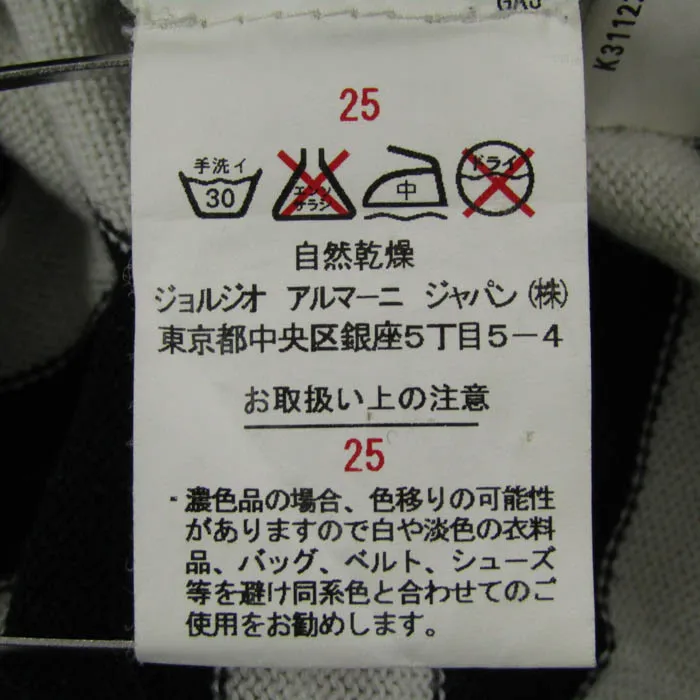 25
手洗イ
30
エンソ
サラシ
中
ドライ
自然乾燥
ジョルジオ アルマーニ ジャパン(株)
東京都中央区銀座5丁目5-4
お取扱い上の注意
25
・濃色品の場合、色移りの可能性
がありますので白や淡色の衣料
品、バッグ、ベルト、シューズ
等を避け同系色と合わせてのご
使用をお勧めします。